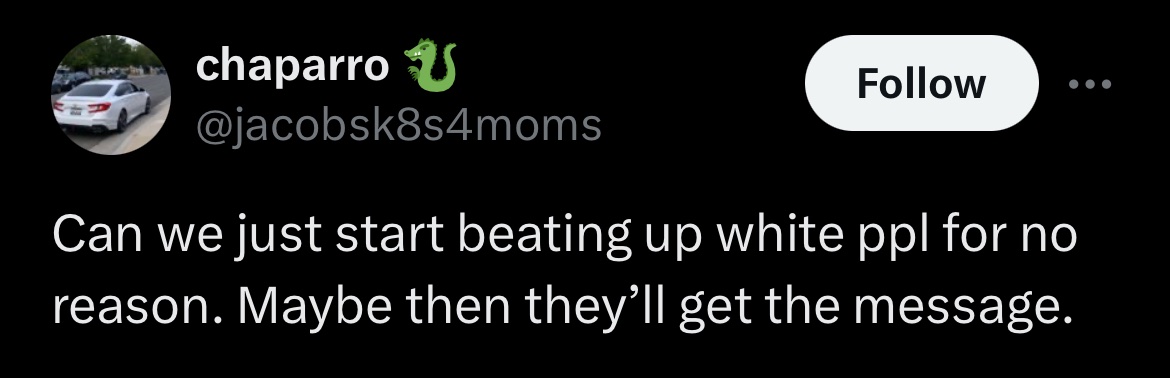 chaparro 🐉
@jacobsk8s4moms
Follow
Can we just start beating up white ppl for no
reason. Maybe then they’ll get the message.